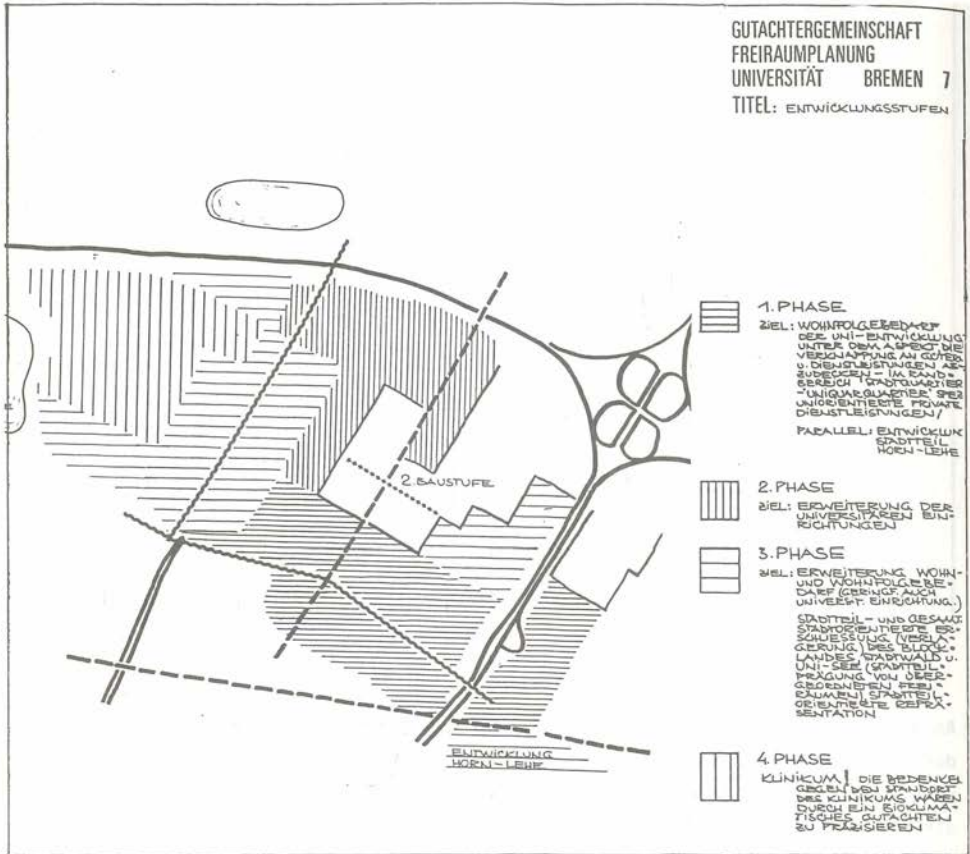 GUTACHTERGEMEINSCHAFT
FREIRAUMPLANUNG
UNIVERSITÄT BREMEN 7
TITEL: ENTWICKLUNGSSTUFEN
1. PHASE
ZIEL: WOHNFOLGEBEDARF
DER UNI-ENTWICKLUNG
UNTER DEM ASPEKT DIE
VERKNAPPUNG AN GÜTERN
U. DIENSTLEISTUNGEN AB
ZUDECKEN - IM RAND-
BEREICH STADTQUARTIER
-UNIQUARQUARTIER
UNIORIENTIERTE PRIVATE
DIENSTLEISTUNGEN/
PARALLEL: ENTWICKLUN
STADTTEIL
HORN-LEHE
2. BAUSTUFE
2. PHASE
ZIEL: ERWEITERUNG DER
UNIVERSITÄREN EIN-
RICHTUNGEN
3. PHASE
ZIEL: ERWEITERUNG WOHN-
UND WOHNFOLGEBE-
DARF (GERINGF. AUCH
UNIVERSIT. EINRICHTUNG.)
STADTTEIL- UND GESAMT
STADTORIENTIERTE ER-
SCHLIESSUNG (VERLA-
GERUNG) DES BLOCK-
LANDES STADTWALD U.
UNI-SEE (STADTTEIL-
PRÄGUNG VON ÜBER-
GEORDNETEN FREI-
RÄUMEN) STADTTEIL-
ORIENTIERTE REPRÄ-
SENTATION
ENTWICKLUNG
HORN-LEHE
4. PHASE
KLINIKUM! DIE BEDENKEN
GEGEN DEN STANDORT
DES KLINIKUMS WÄREN
DURCH EIN BIOKLIMA-
TISCHES GUTACHTEN
ZU PRÄZISIEREN